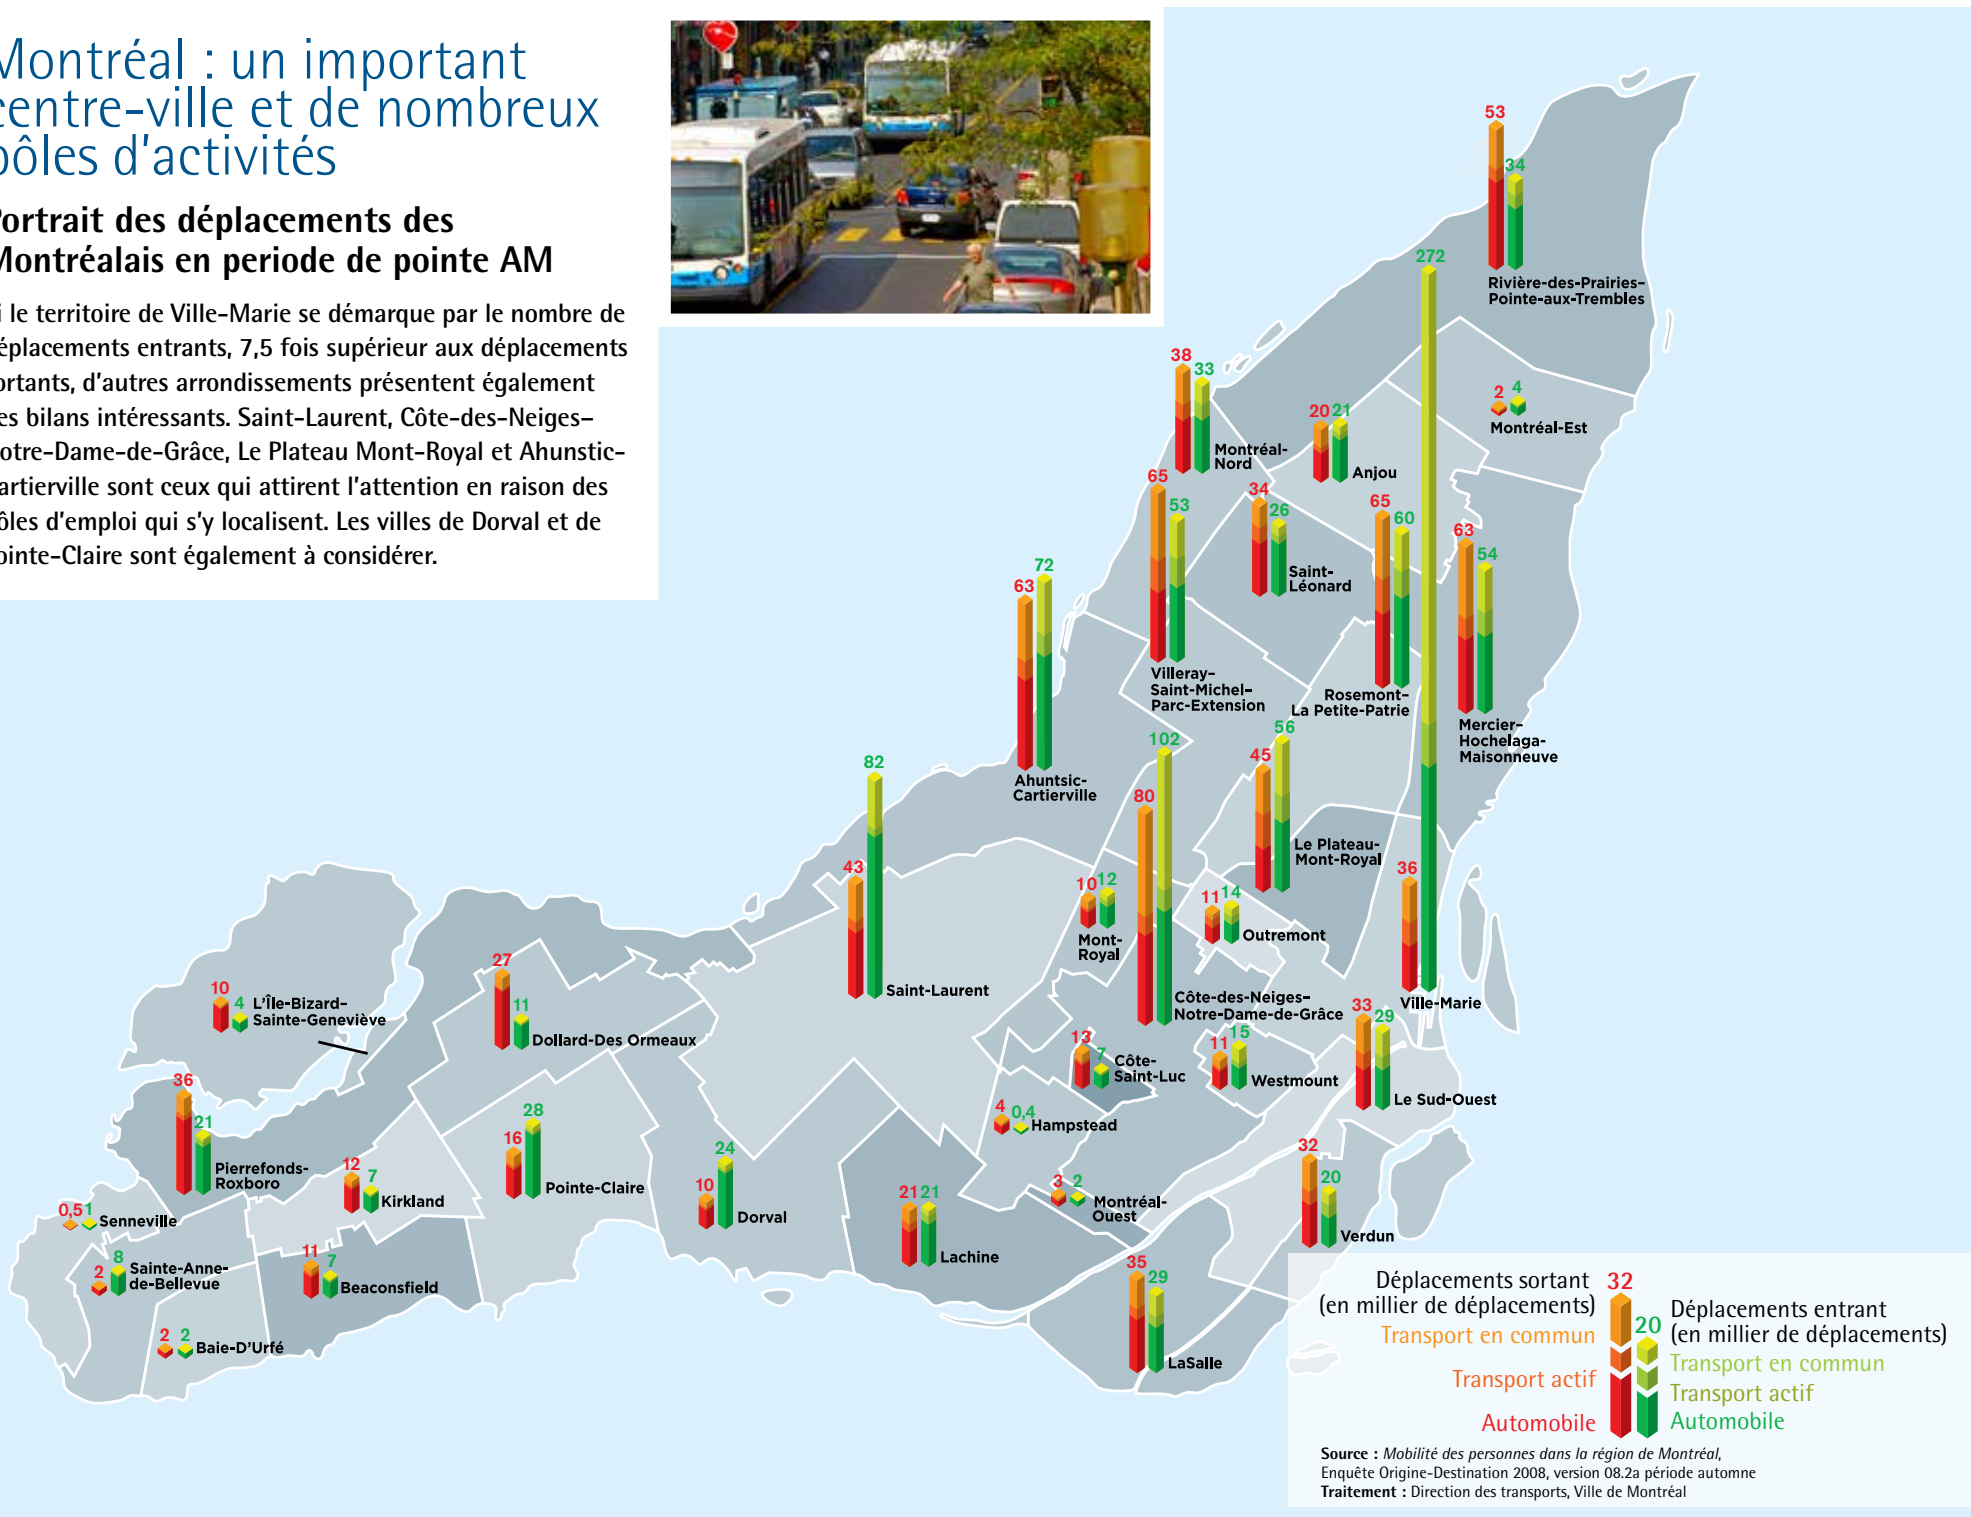 Montréal : un important
centre-ville et de nombreux
pôles d'activités
Portrait des déplacements des
Montréalais en periode de pointe AM
Si le territoire de Ville-Marie se démarque par le nombre de
déplacements entrants, 7,5 fois supérieur aux déplacements
sortants, d'autres arrondissements présentent également
des bilans intéressants. Saint-Laurent, Côte-des-Neiges–
Notre-Dame-de-Grâce, Le Plateau Mont-Royal et Ahunstic-
Cartierville sont ceux qui attirent l'attention en raison des
pôles d'emploi qui s'y localisent. Les villes de Dorval et de
Pointe-Claire sont également à considérer.
53
34
Rivière-des-Prairies–
Pointe-aux-Trembles
272
2 4
Montréal-Est
38
33
Montréal-
Nord
20 21
Anjou
65
53
Villeray–
Saint-Michel–
Parc-Extension
34
26
Saint-
Léonard
65
60
Rosemont–
La Petite-Patrie
63
54
Mercier–
Hochelaga-
Maisonneuve
63
72
Ahuntsic-
Cartierville
45
56
Le Plateau-
Mont-Royal
80
102
Côte-des-Neiges–
Notre-Dame-de-Grâce
43
82
Saint-Laurent
10 12
Mont-
Royal
11 14
Outremont
36
Ville-Marie
33
29
Le Sud-Ouest
13
7
Côte-
Saint-Luc
11
15
Westmount
4
0,4
Hampstead
27
11
Dollard-Des Ormeaux
10
4
L'Île-Bizard–
Sainte-Geneviève
36
21
Pierrefonds-
Roxboro
12
7
Kirkland
16
28
Pointe-Claire
10
24
Dorval
21 21
Lachine
3 2
Montréal-
Ouest
32
20
Verdun
0,5 1
Senneville
2
8
Sainte-Anne-
de-Bellevue
11
7
Beaconsfield
2 2
Baie-D'Urfé
35
29
LaSalle
Déplacements sortant
(en millier de déplacements)
32
Transport en commun
Transport actif
Automobile
20
Déplacements entrant
(en millier de déplacements)
Transport en commun
Transport actif
Automobile
Source : Mobilité des personnes dans la région de Montréal,
Enquête Origine-Destination 2008, version 08.2a période automne
Traitement : Direction des transports, Ville de Montréal